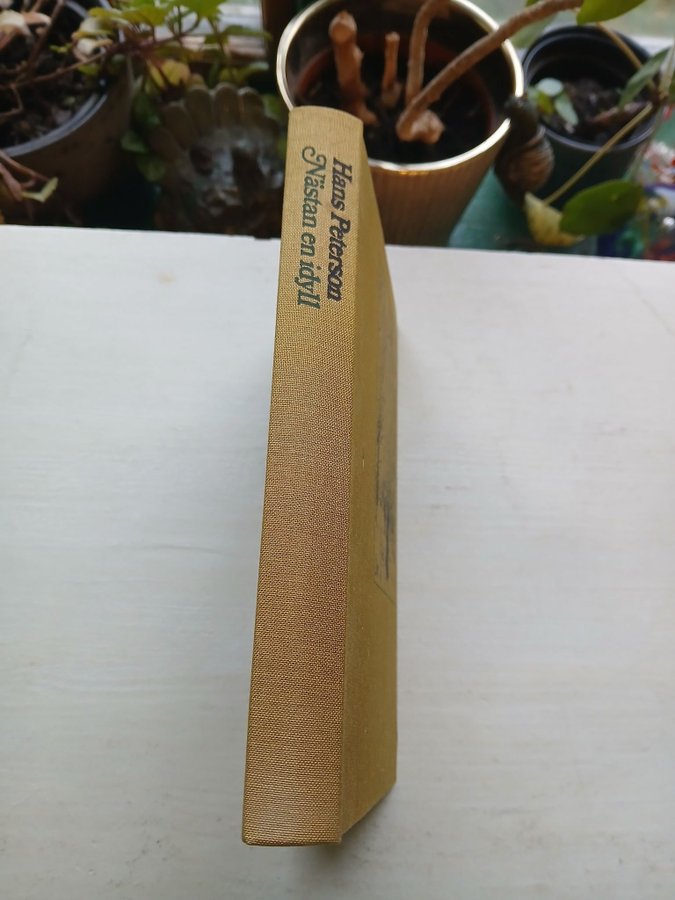 Hans Peterson
Nästan en idyll